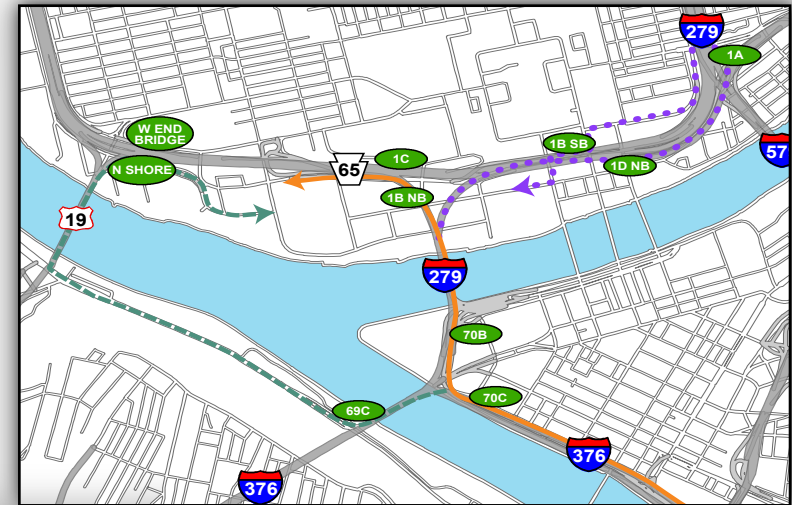 279
1A
W END
BRIDGE
1B SB
57
1C
N SHORE
65
1D NB
1B NB
19
279
70B
70C
69C
376
376